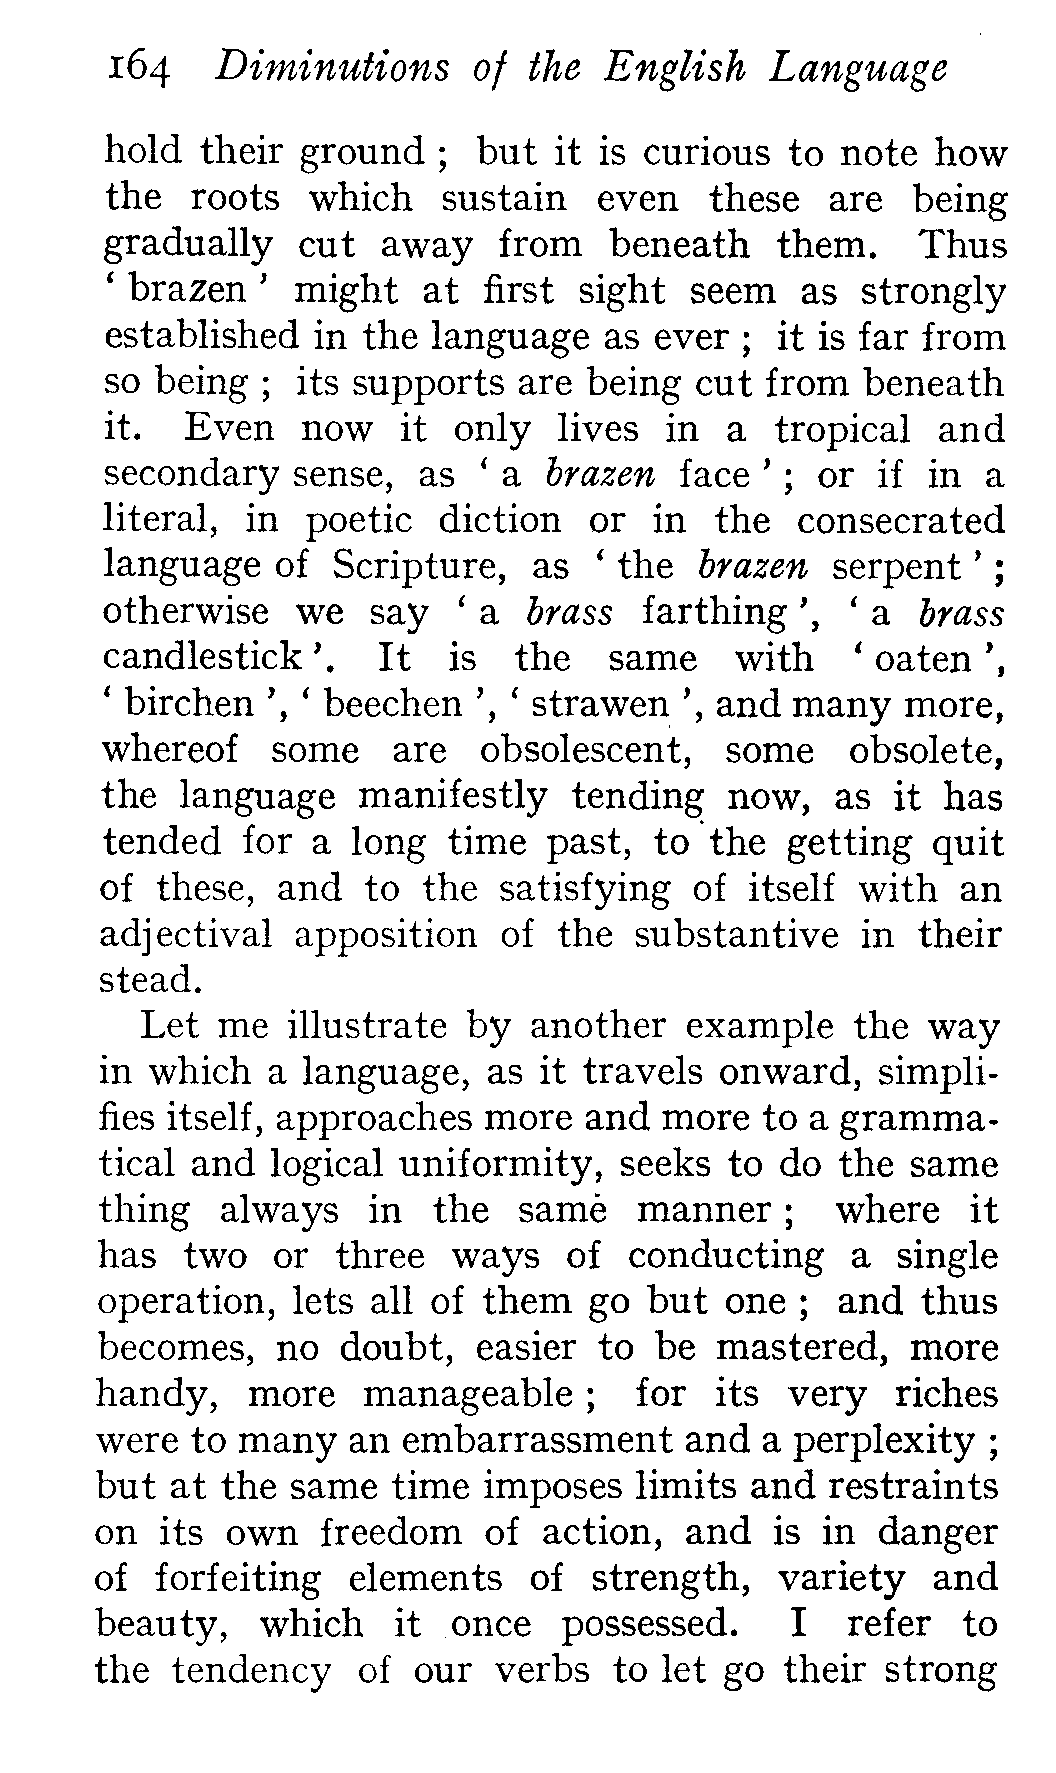 164 Diminutions of the English Language
hold their ground ; but it is curious to note how
the roots which sustain even these are being
gradually cut away from beneath them. Thus
‘ brazen ’ might at first sight seem as strongly
established in the language as ever ; it is far from
so being ; its supports are being cut from beneath
it. Even now it only lives in a tropical and
secondary sense, as ‘ a brazen face ’ ; or if in a
literal, in poetic diction or in the consecrated
language of Scripture, as ‘ the brazen serpent ’ ;
otherwise we say ‘ a brass farthing ’, ‘ a brass
candlestick ’. It is the same with ‘ oaten ’,
‘ birchen ’, ‘ beechen ’, ‘ strawen ’, and many more,
whereof some are obsolescent, some obsolete,
the language manifestly tending now, as it has
tended for a long time past, to the getting quit
of these, and to the satisfying of itself with an
adjectival apposition of the substantive in their
stead.
Let me illustrate by another example the way
in which a language, as it travels onward, simpli-
fies itself, approaches more and more to a gramma-
tical and logical uniformity, seeks to do the same
thing always in the same manner ; where it
has two or three ways of conducting a single
operation, lets all of them go but one ; and thus
becomes, no doubt, easier to be mastered, more
handy, more manageable ; for its very riches
were to many an embarrassment and a perplexity ;
but at the same time imposes limits and restraints
on its own freedom of action, and is in danger
of forfeiting elements of strength, variety and
beauty, which it once possessed. I refer to
the tendency of our verbs to let go their strong